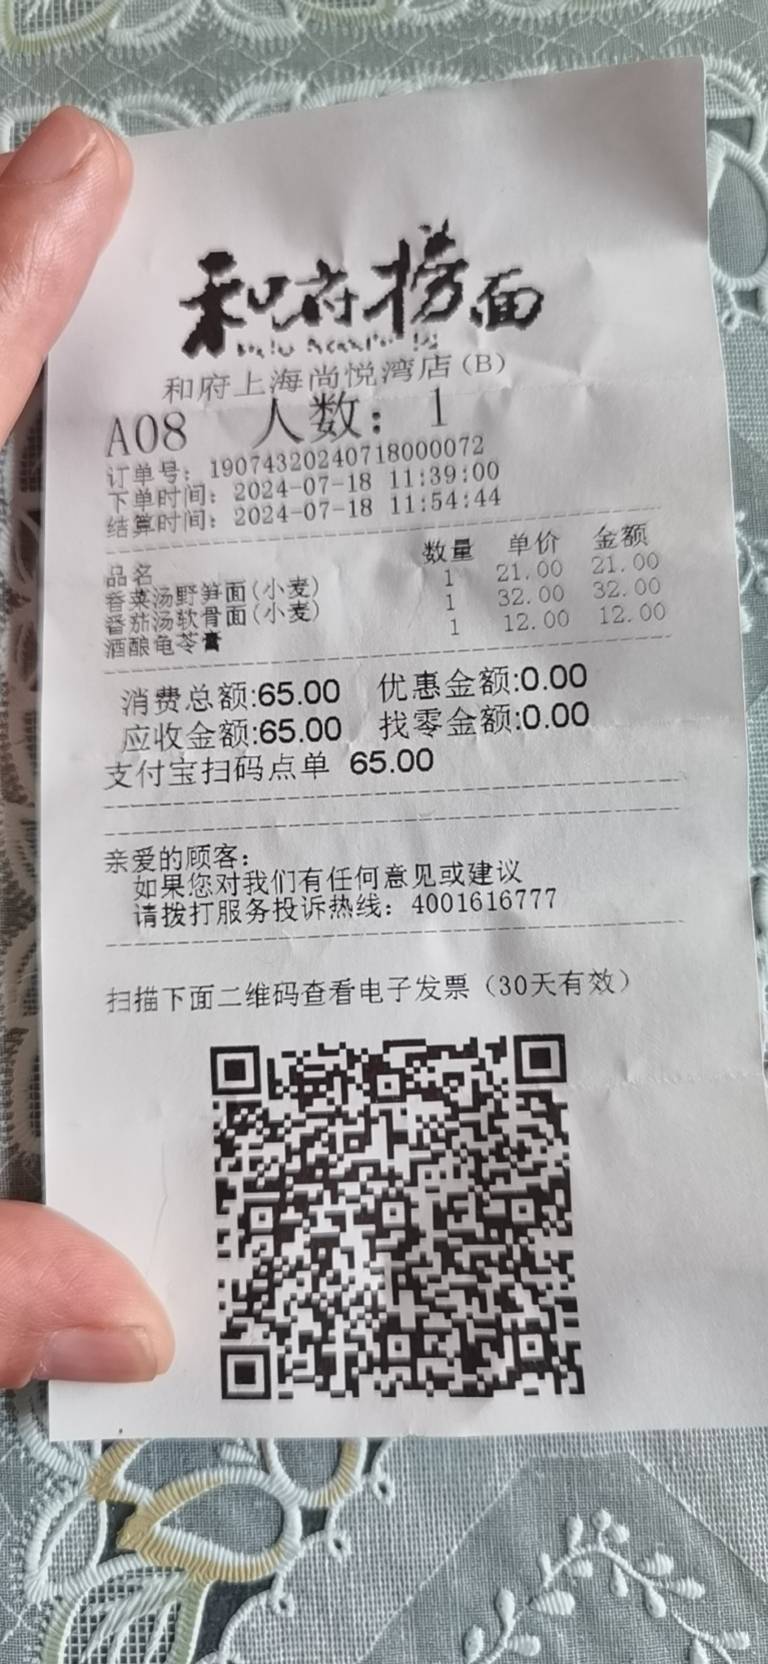 和府捞面
和府上海尚悦湾店(B)
A08 人数: 1
订单号: 19074320240718000072
下单时间: 2024-07-18 11:39:00
结算时间: 2024-07-18 11:54:44
品名 数量 单价 金额
香菜汤野笋面(小麦) 1 21.00 21.00
番茄汤软骨面(小麦) 1 32.00 32.00
酒酿龟苓膏 1 12.00 12.00
消费总额:65.00 优惠金额:0.00
应收金额:65.00 找零金额:0.00
支付宝扫码点单 65.00
亲爱的顾客:
如果您对我们有任何意见或建议
请拨打服务投诉热线: 4001616777
扫描下面二维码查看电子发票（30天有效）